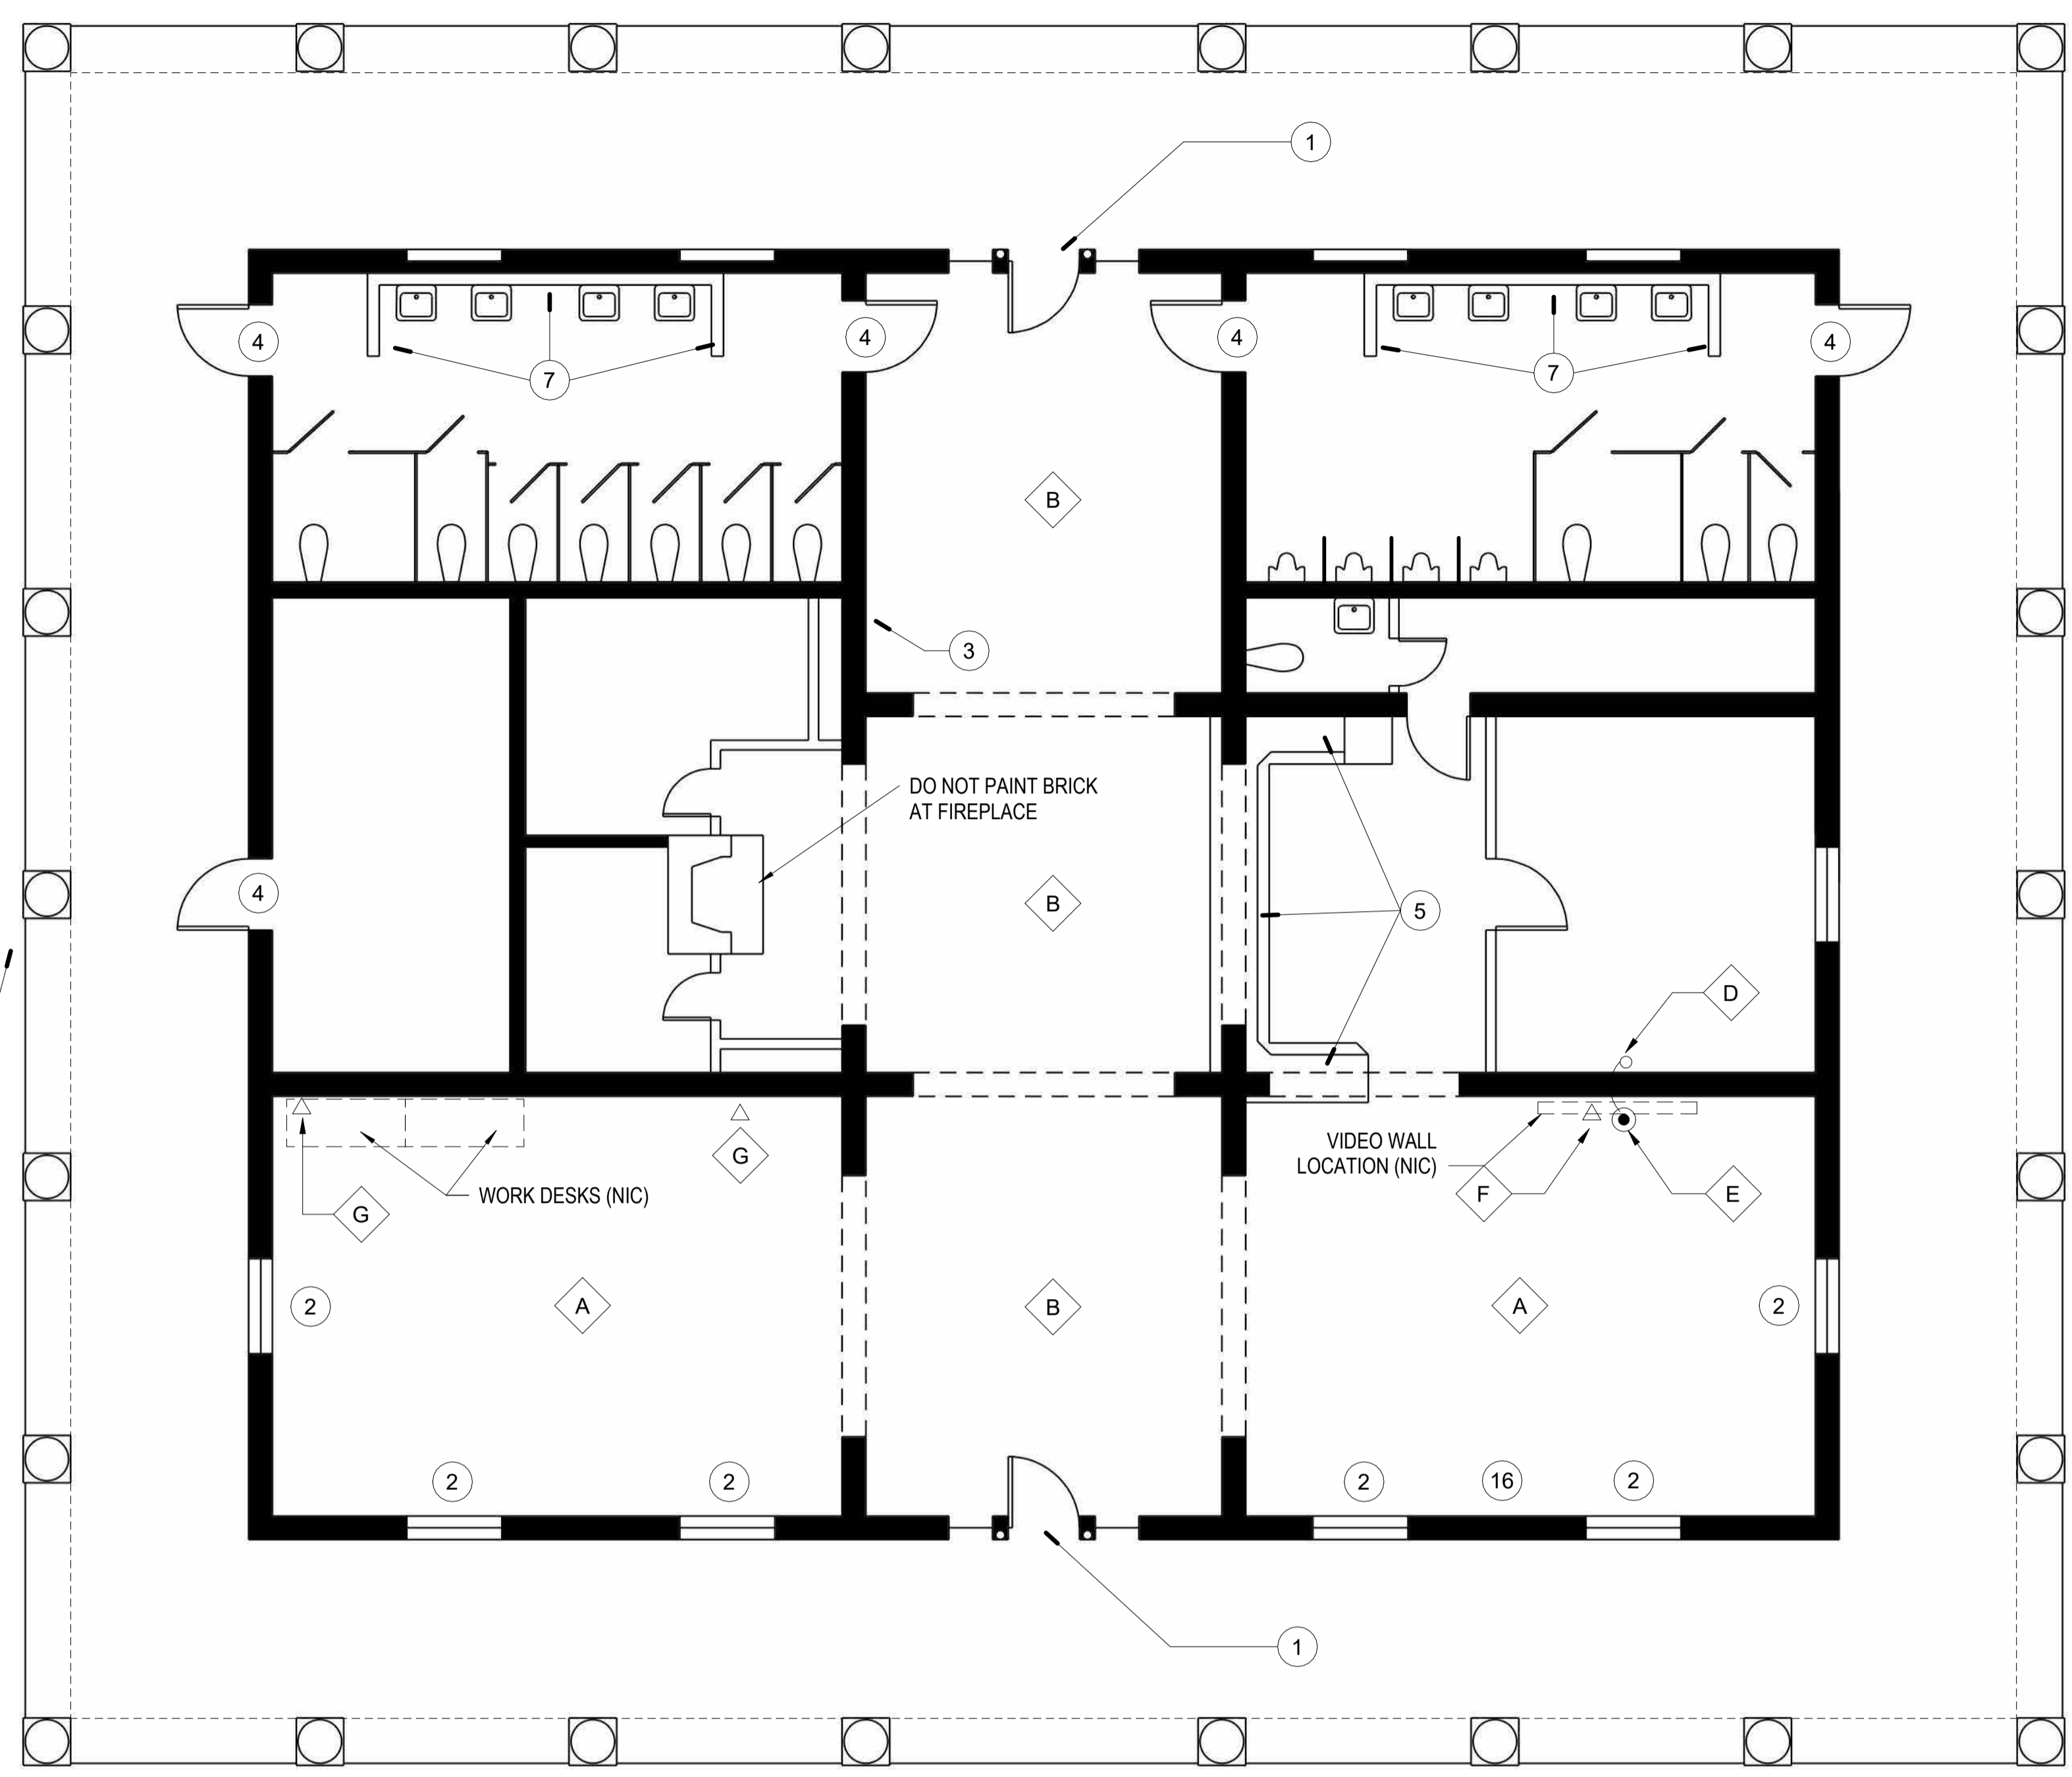 1
4
4
4
4
7
7
B
3
DO NOT PAINT BRICK
AT FIREPLACE
4
B
5
D
VIDEO WALL
LOCATION (NIC)
G
WORK DESKS (NIC)
G
F
E
2
A
B
A
2
2
2
2
16
2
1